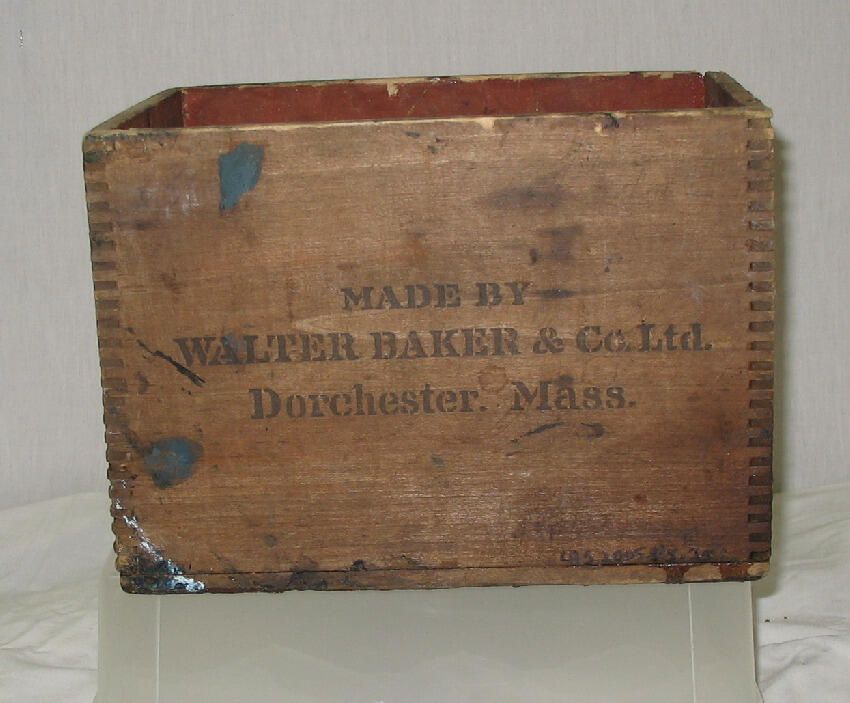 MADE BY
WALTER BAKER & Co. Ltd.
Dorchester. Mass.